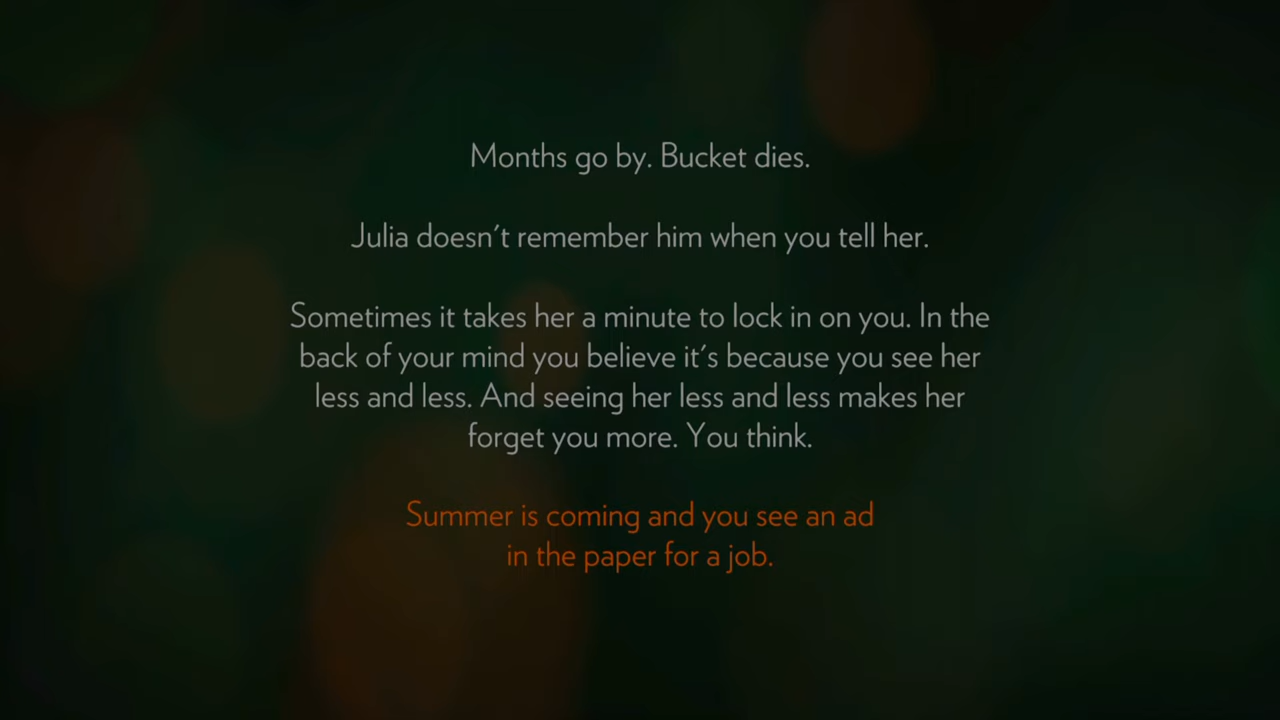 Months go by. Bucket dies.
Julia doesn't remember him when you tell her.
Sometimes it takes her a minute to lock in on you. In the
back of your mind you believe it's because you see her
less and less. And seeing her less and less makes her
forget you more. You think.
Summer is coming and you see an ad
in the paper for a job.